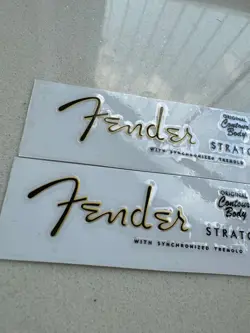 Fender
ORIGINAL
Contour
Body
STRATO
WITH SYNCHRONIZED TREMOLO
Fender
ORIGINAL
Contour
Body
STRATO
WITH SYNCHRONIZED TREMOLO